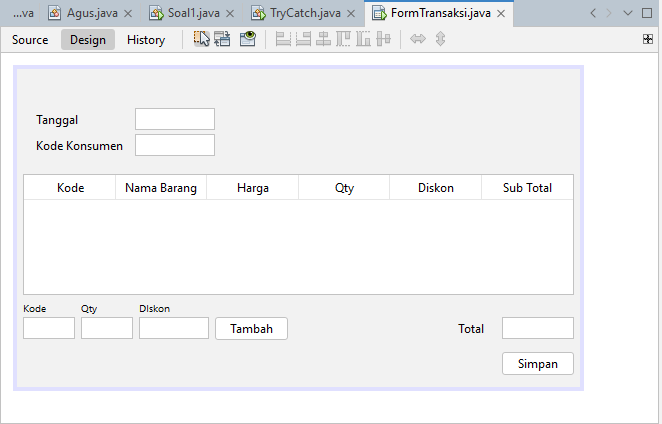 ...va Agus.java Soal1.java TryCatch.java FormTransaksi.java
Source Design History
Tanggal
Kode Konsumen
Kode Nama Barang Harga Qty Diskon Sub Total
Kode Qty DIskon
Tambah Total
Simpan